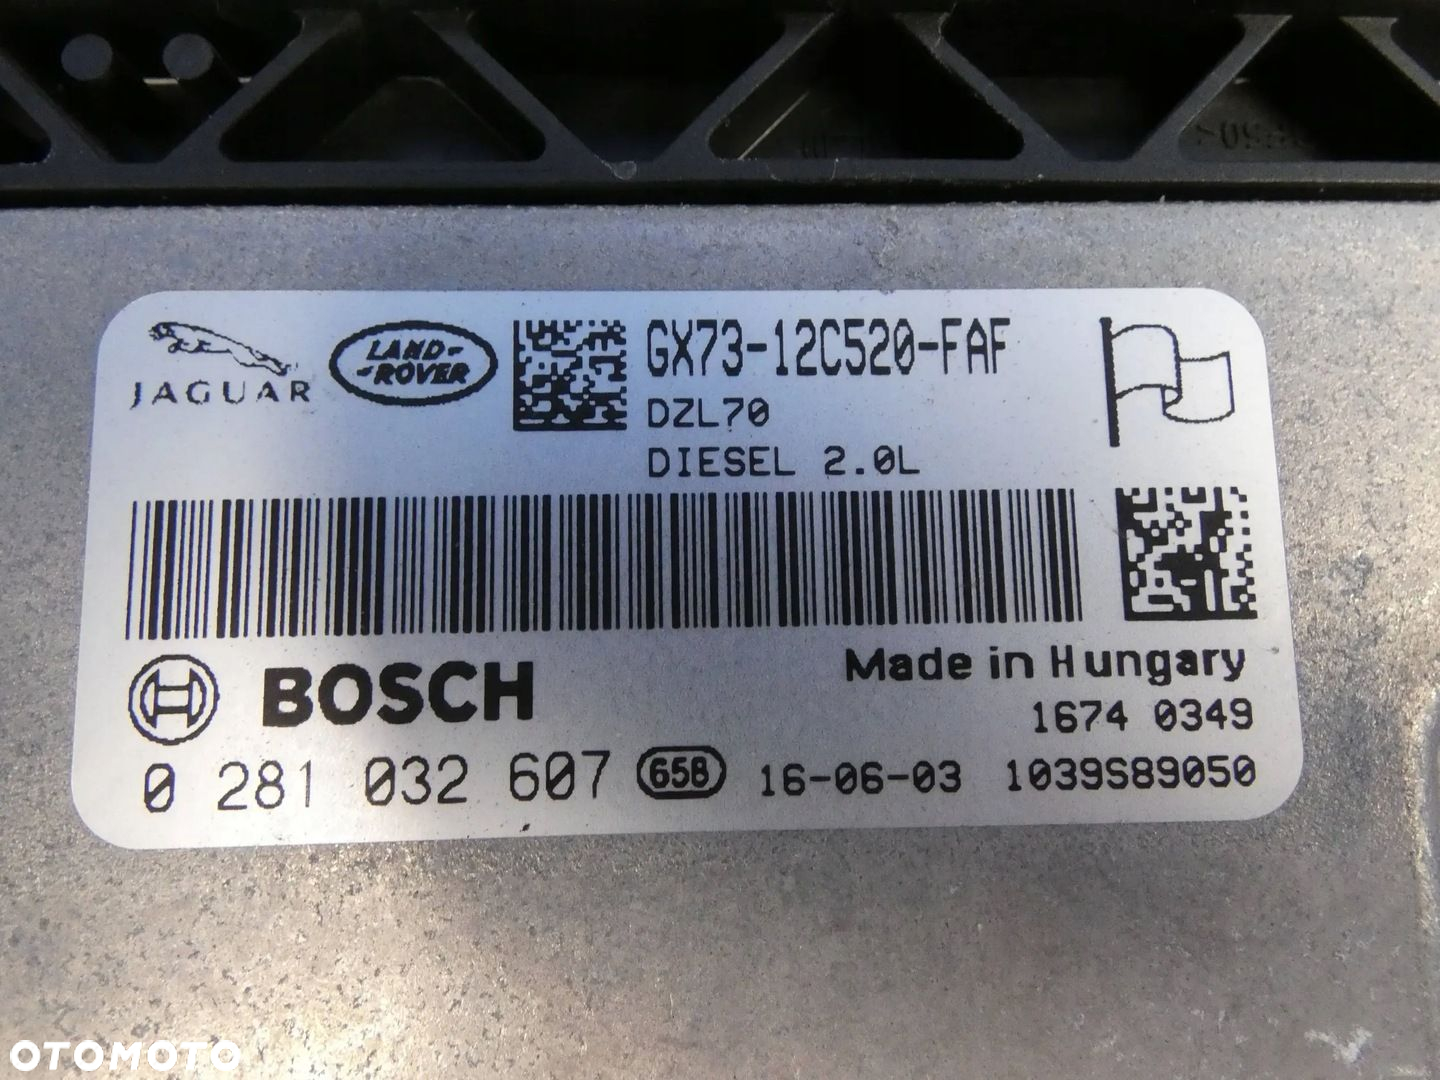 JAGUAR
LAND-
-ROVER
GX73-12C520-FAF
DZL70
DIESEL 2.0L
Made in Hungary
BOSCH
1674 0349
0 281 032 607 65B 16-06-03 1039S89050
OTOMOTO